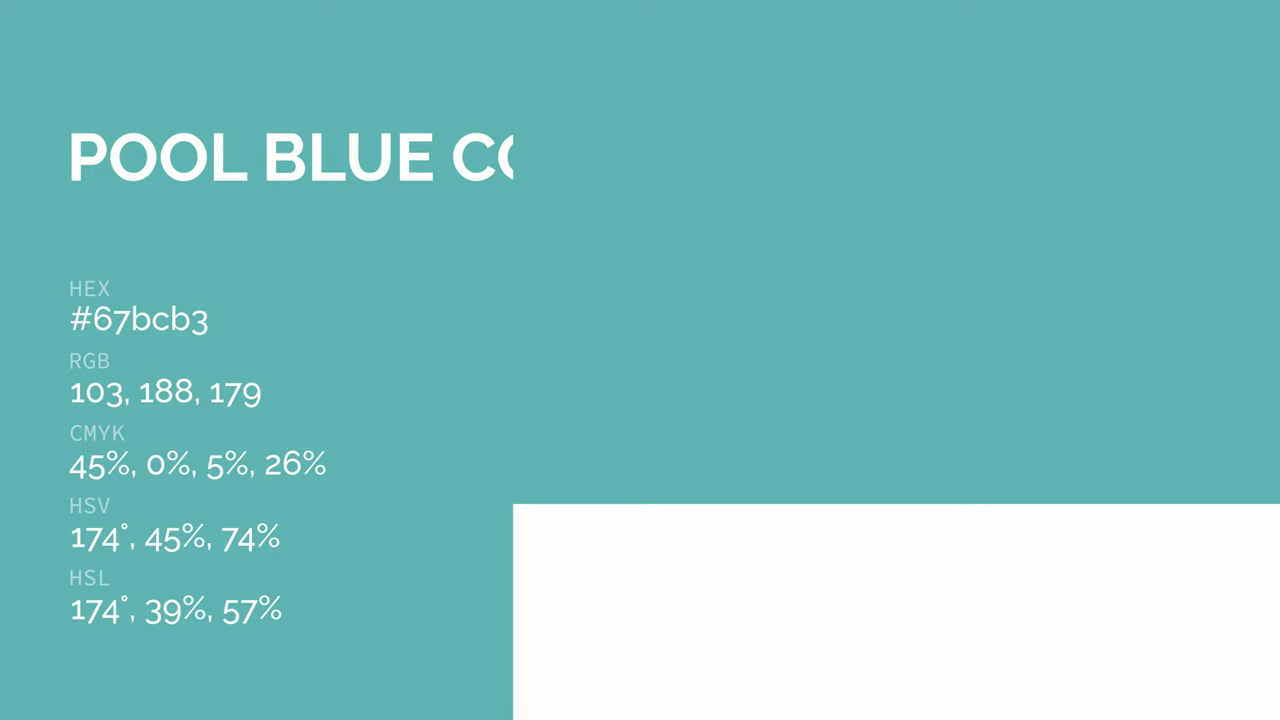 POOL BLUE
HEX
#67bcb3
RGB
103, 188, 179
CMYK
45%, 0%, 5%, 26%
HSV
174°, 45%, 74%
HSL
174°, 39%, 57%